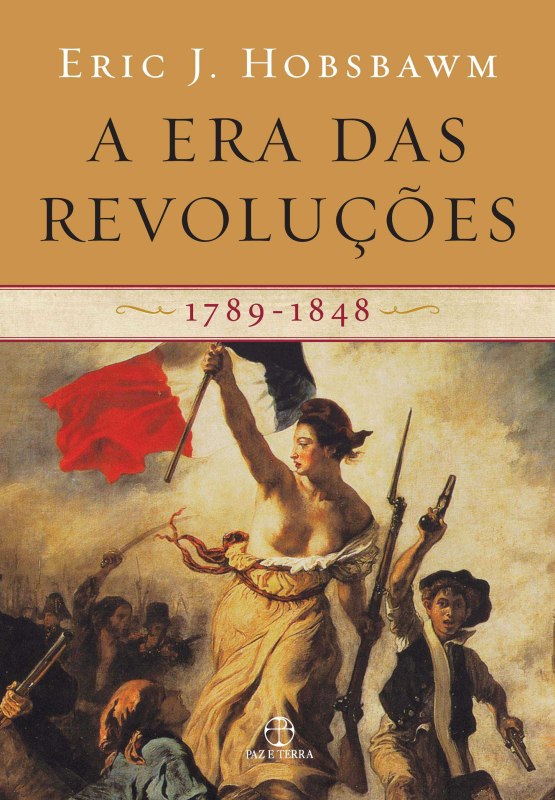 ERIC J. HOBSBAWM
A ERA DAS
REVOLUÇÕES
1789-1848
PAZ E TERRA